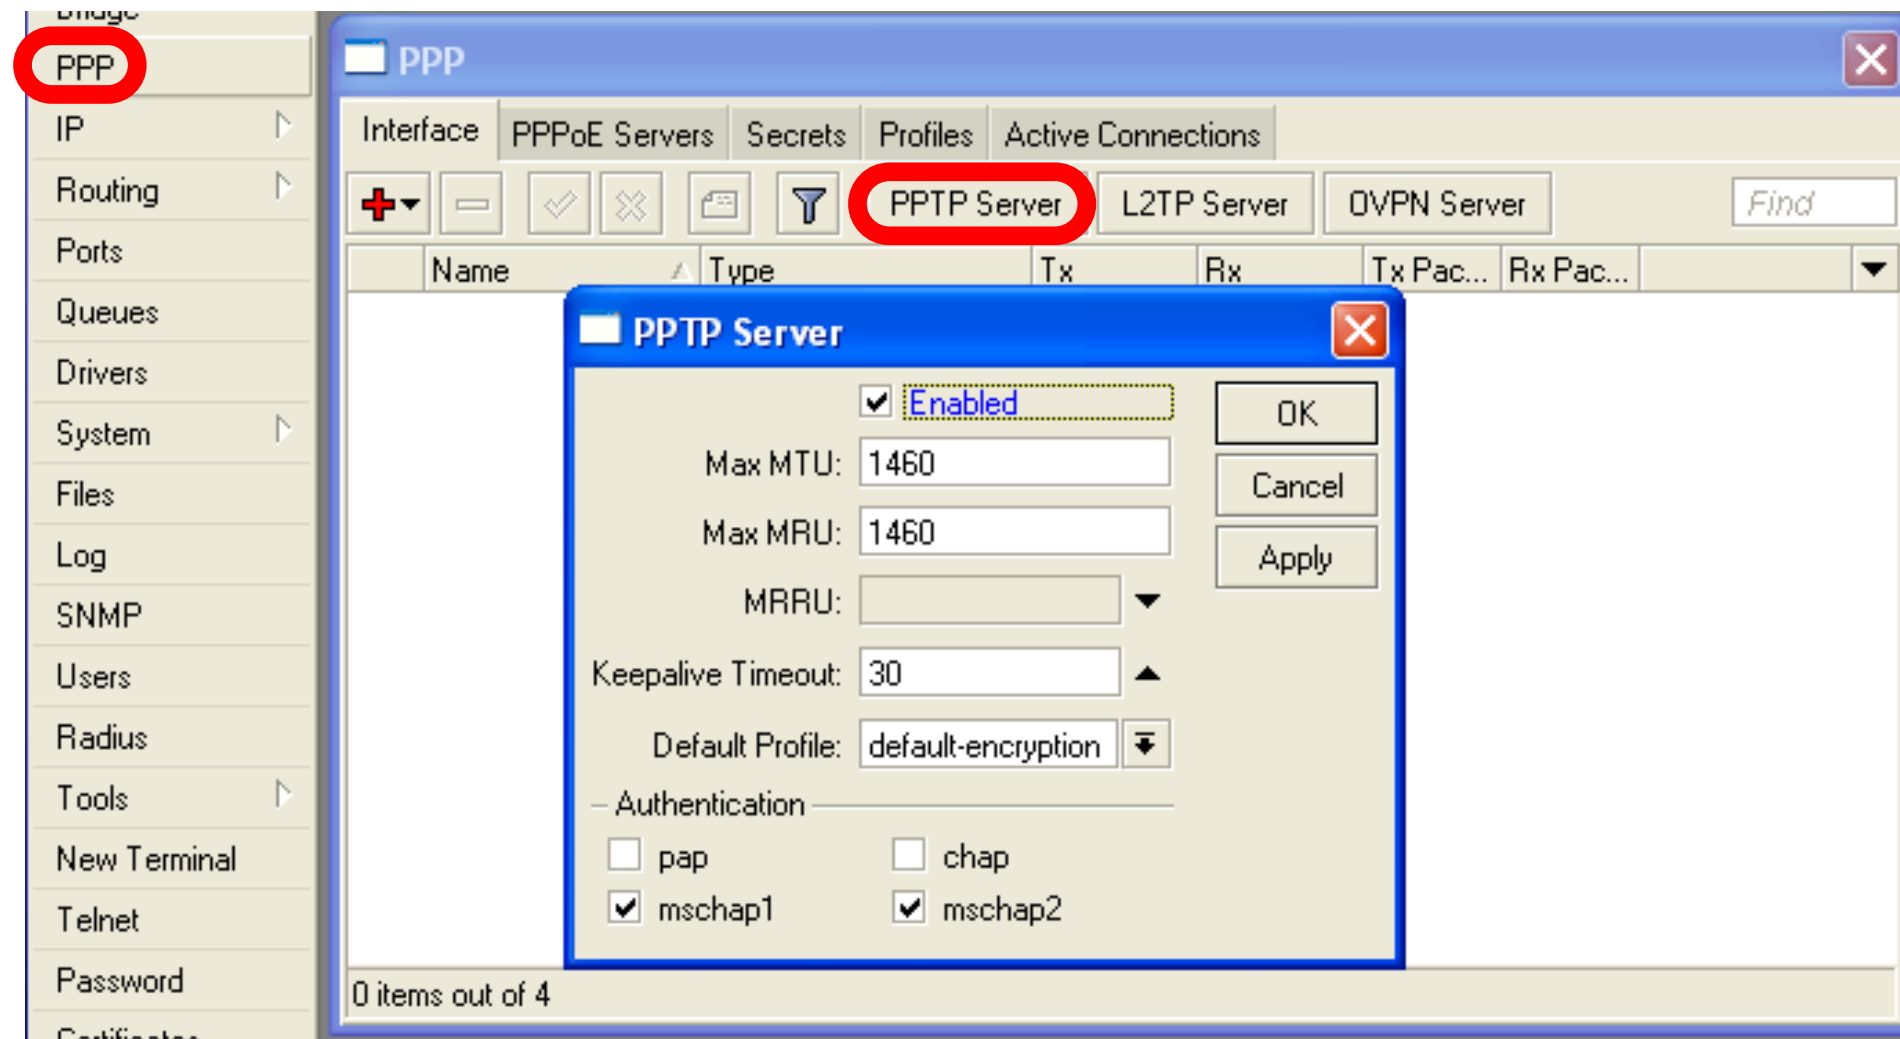 Bridge
PPP
IP
Routing
Ports
Queues
Drivers
System
Files
Log
SNMP
Users
Radius
Tools
New Terminal
Telnet
Password
Certificates
PPP
Interface PPPoE Servers Secrets Profiles Active Connections
PPTP Server L2TP Server OVPN Server Find
Name Type Tx Rx Tx Pac... Rx Pac...
PPTP Server
Enabled OK
Max MTU: 1460
Cancel
Max MRU: 1460
Apply
MRRU:
Keepalive Timeout: 30
Default Profile: default-encryption
Authentication
pap chap
mschap1 mschap2
0 items out of 4